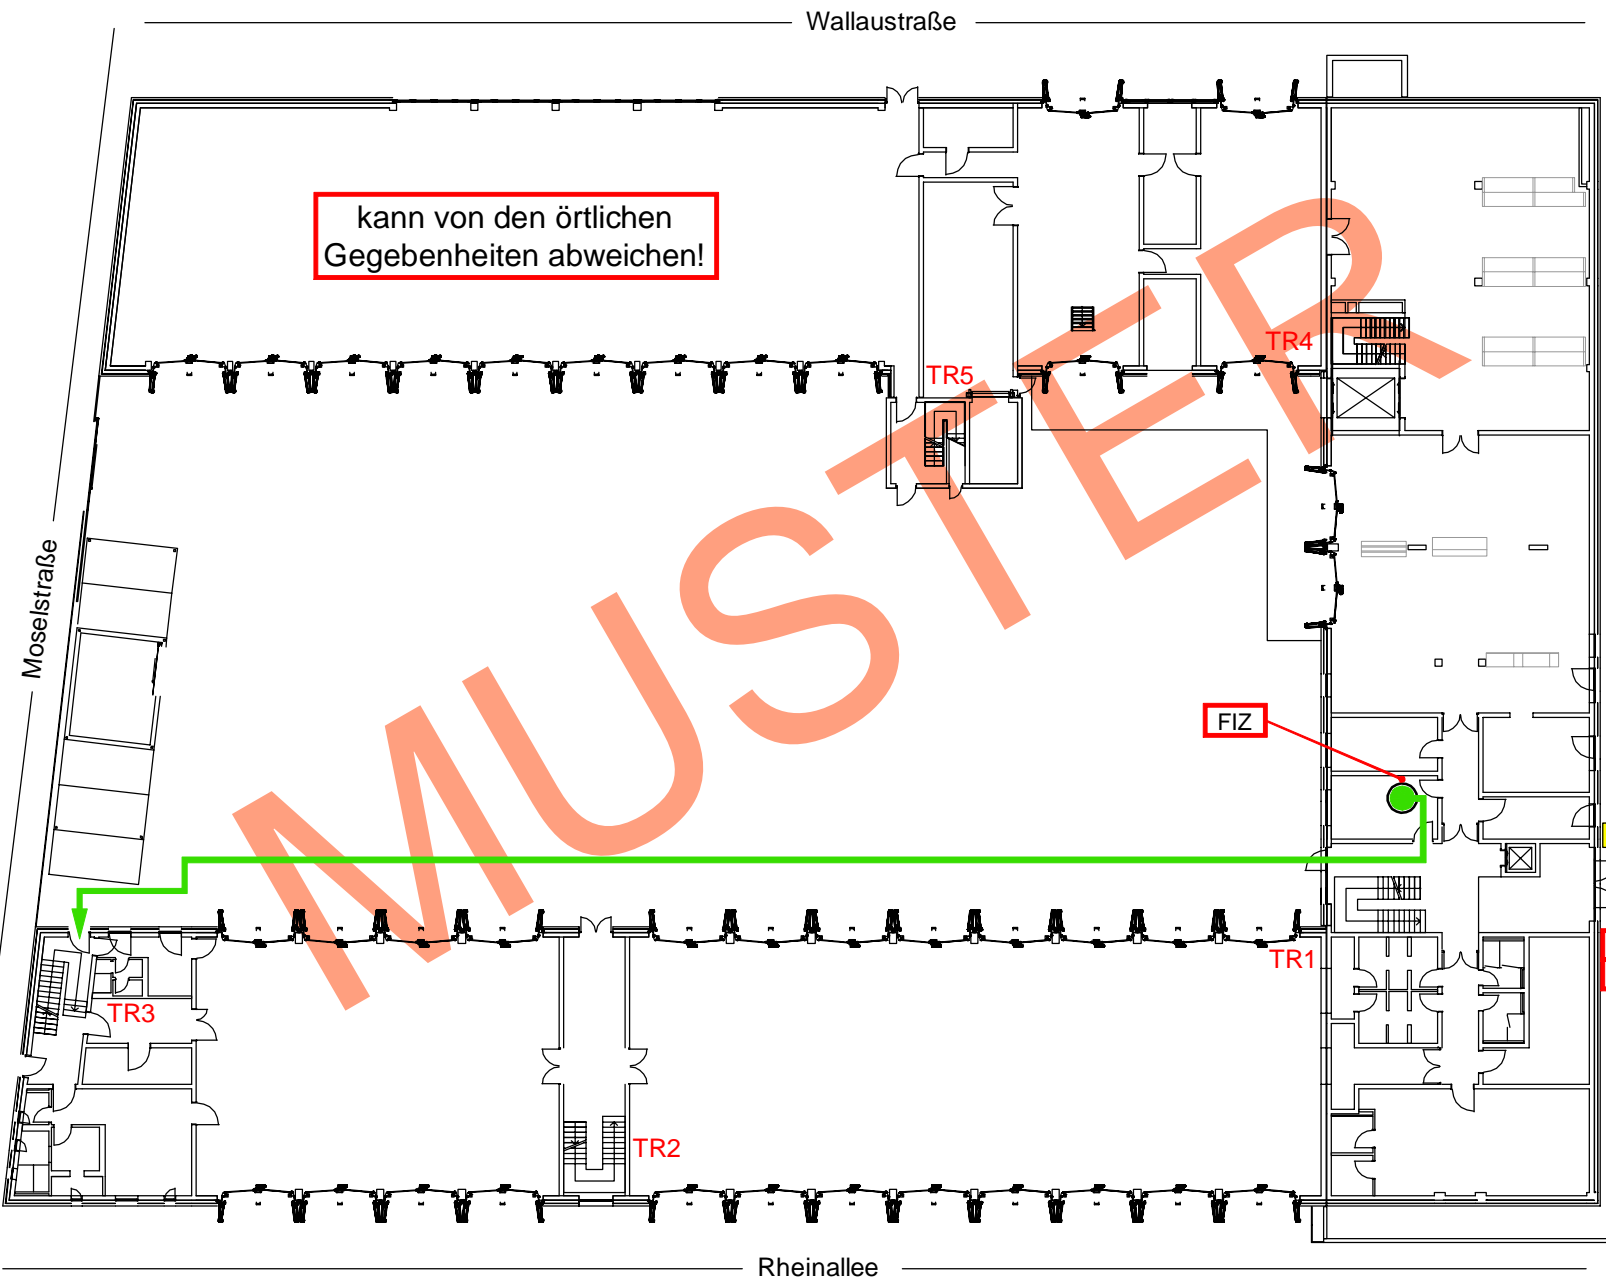 Wallaustraße
kann von den örtlichen
Gegebenheiten abweichen!
TR4
TR5
Moselstraße
MUSTER
FIZ
TR1
TR3
TR2
Rheinallee